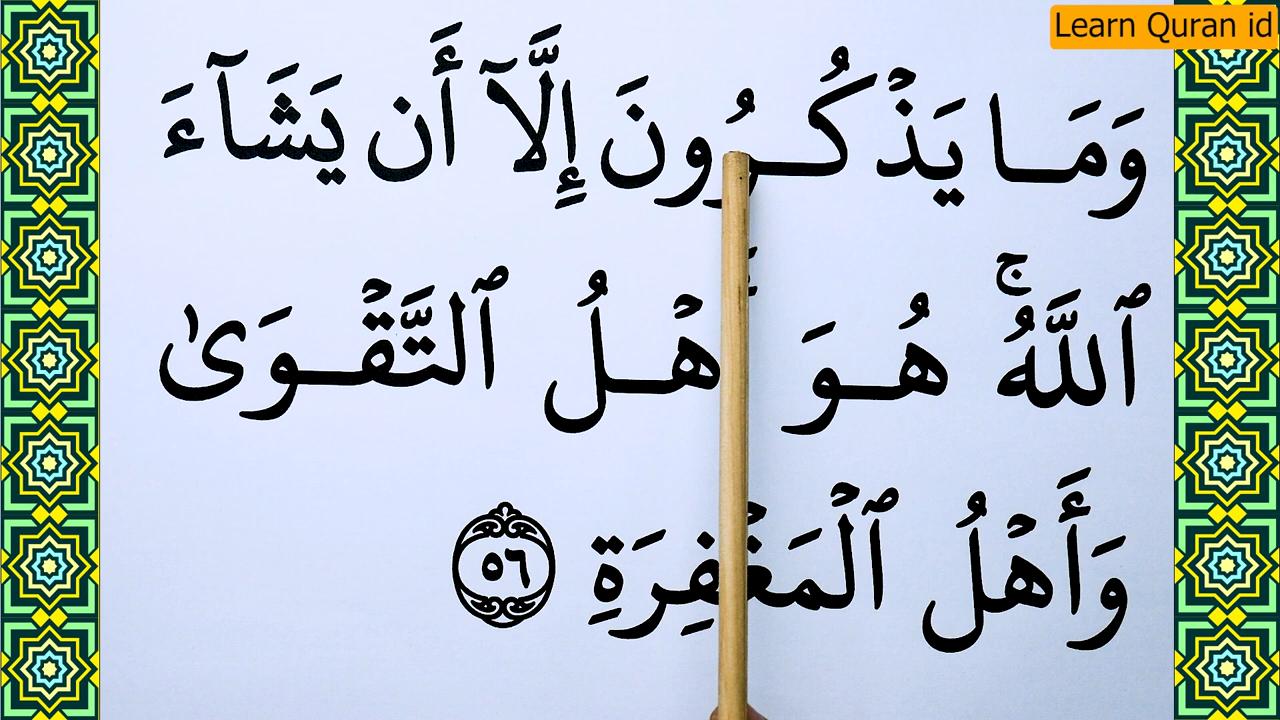 Learn Quran id
وَمَا يَذۡكُرُونَ إِلَّآ أَن يَشَآءَ
ٱللَّهُۚ هُوَ أَهۡلُ ٱلتَّقۡوَىٰ
وَأَهۡلُ ٱلۡمَغۡفِرَةِ ٥٦